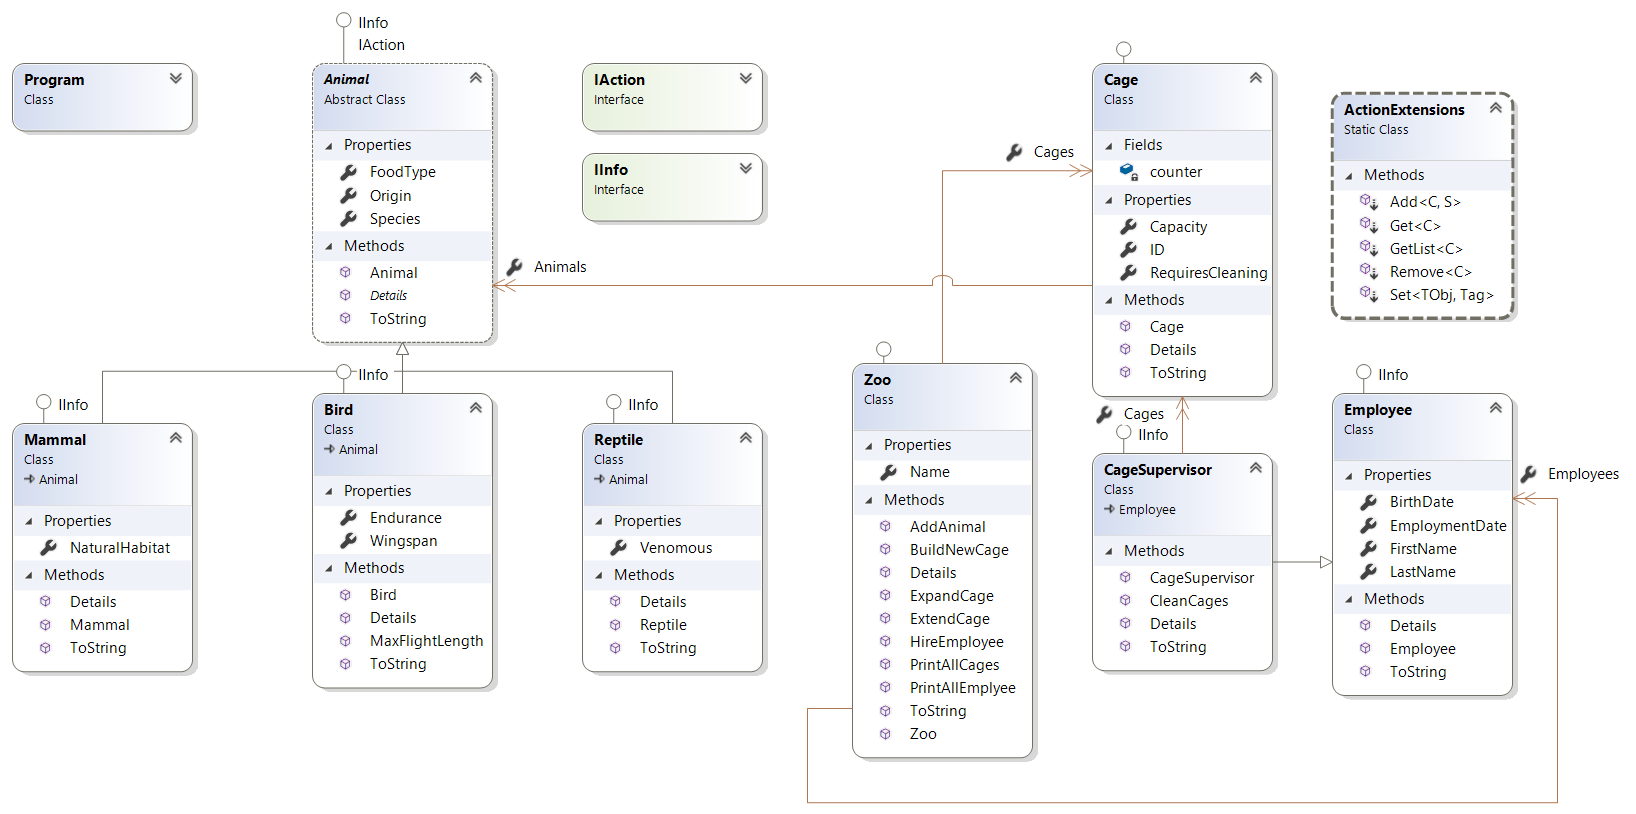 Program
Class
IInfo
IAction
Animal
Abstract Class
Properties
FoodType
Origin
Species
Methods
Animal
Details
ToString
IAction
Interface
IInfo
Interface
Animals
Cages
Cage
Class
Fields
counter
Properties
Capacity
ID
RequiresCleaning
Methods
Cage
Details
ToString
ActionExtensions
Static Class
Methods
Add<C, S>
Get<C>
GetList<C>
Remove<C>
Set<TObj, Tag>
IInfo
Mammal
Class
Animal
Properties
NaturalHabitat
Methods
Details
Mammal
ToString
IInfo
Bird
Class
Animal
Properties
Endurance
Wingspan
Methods
Bird
Details
MaxFlightLength
ToString
IInfo
Reptile
Class
Animal
Properties
Venomous
Methods
Details
Reptile
ToString
Zoo
Class
Properties
Name
Methods
AddAnimal
BuildNewCage
Details
ExpandCage
ExtendCage
HireEmployee
PrintAllCages
PrintAllEmplyee
ToString
Zoo
Cages
IInfo
CageSupervisor
Class
Employee
Methods
CageSupervisor
CleanCages
Details
ToString
IInfo
Employee
Class
Properties
BirthDate
EmploymentDate
FirstName
LastName
Methods
Details
Employee
ToString
Employees